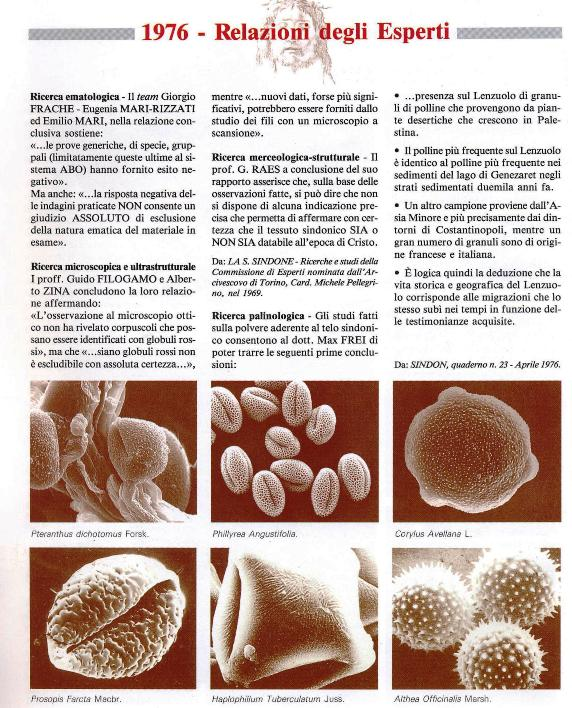 1976 - Relazioni degli Esperti
Ricerca ematologica - Il team Giorgio
FRACHE - Eugenia MARI-RIZZATI
ed Emilio MARI, nella relazione con-
clusiva sostiene:
«...le prove generiche, di specie, grup-
pali (limitatamente queste ultime al si-
stema ABO) hanno fornito esito ne-
gativo».
Ma anche: «...la risposta negativa del-
le indagini praticate NON consente un
giudizio ASSOLUTO di esclusione
della natura ematica del materiale in
esame».
Ricerca microscopica e ultrastrutturale
I proff. Guido FILOGAMO e Alber-
to ZINA concludono la loro relazio-
ne affermando:
«L'osservazione al microscopio otti-
co non ha rivelato corpuscoli che pos-
sano essere identificati con globuli ros-
si», ma che «...siano globuli rossi non
è escludibile con assoluta certezza...»,
mentre «...nuovi dati, forse più signi-
ficativi, potrebbero essere forniti dallo
studio dei fili con un microscopio a
scansione».
Ricerca merceologica-strutturale - Il
prof. G. RAES a conclusione del suo
rapporto asserisce che, sulla base delle
osservazioni fatte, si può dire che non
si dispone di alcuna indicazione pre-
cisa che permetta di affermare con cer-
tezza che il tessuto sindonico SIA o
NON SIA databile all'epoca di Cristo.
Da: LA S. SINDONE - Ricerche e studi della
Commissione di Esperti nominata dall'Ar-
civescovo di Torino, Card. Michele Pellegri-
no, nel 1969.
Ricerca palinologica - Gli studi fatti
sulla polvere aderente al telo sindoni-
co consentono al dott. Max FREI di
poter trarre le seguenti prime conclu-
sioni:
• ...presenza sul Lenzuolo di granu-
li di polline che provengono da pian-
te desertiche che crescono in Pale-
stina.
• Il polline più frequente sul Lenzuolo
è identico al polline più frequente nei
sedimenti del lago di Genezaret negli
strati sedimentati duemila anni fa.
• Un altro campione proviene dall'A-
sia Minore e più precisamente dai din-
torni di Costantinopoli, mentre un
gran numero di granuli sono di origi-
ne francese e italiana.
• È logica quindi la deduzione che la
vita storica e geografica del Lenzuo-
lo corrisponde alle migrazioni che lo
stesso subì nei tempi in funzione del-
le testimonianze acquisite.
Da: SINDON, quaderno n. 23 - Aprile 1976.
Pteranthus dichotomus Forsk.
Phillyrea Angustifolia.
Corylus Avellana L.
Prosopis Farcta Macbr.
Haplophilium Tuberculatum Juss.
Althea Officinalis Marsh.